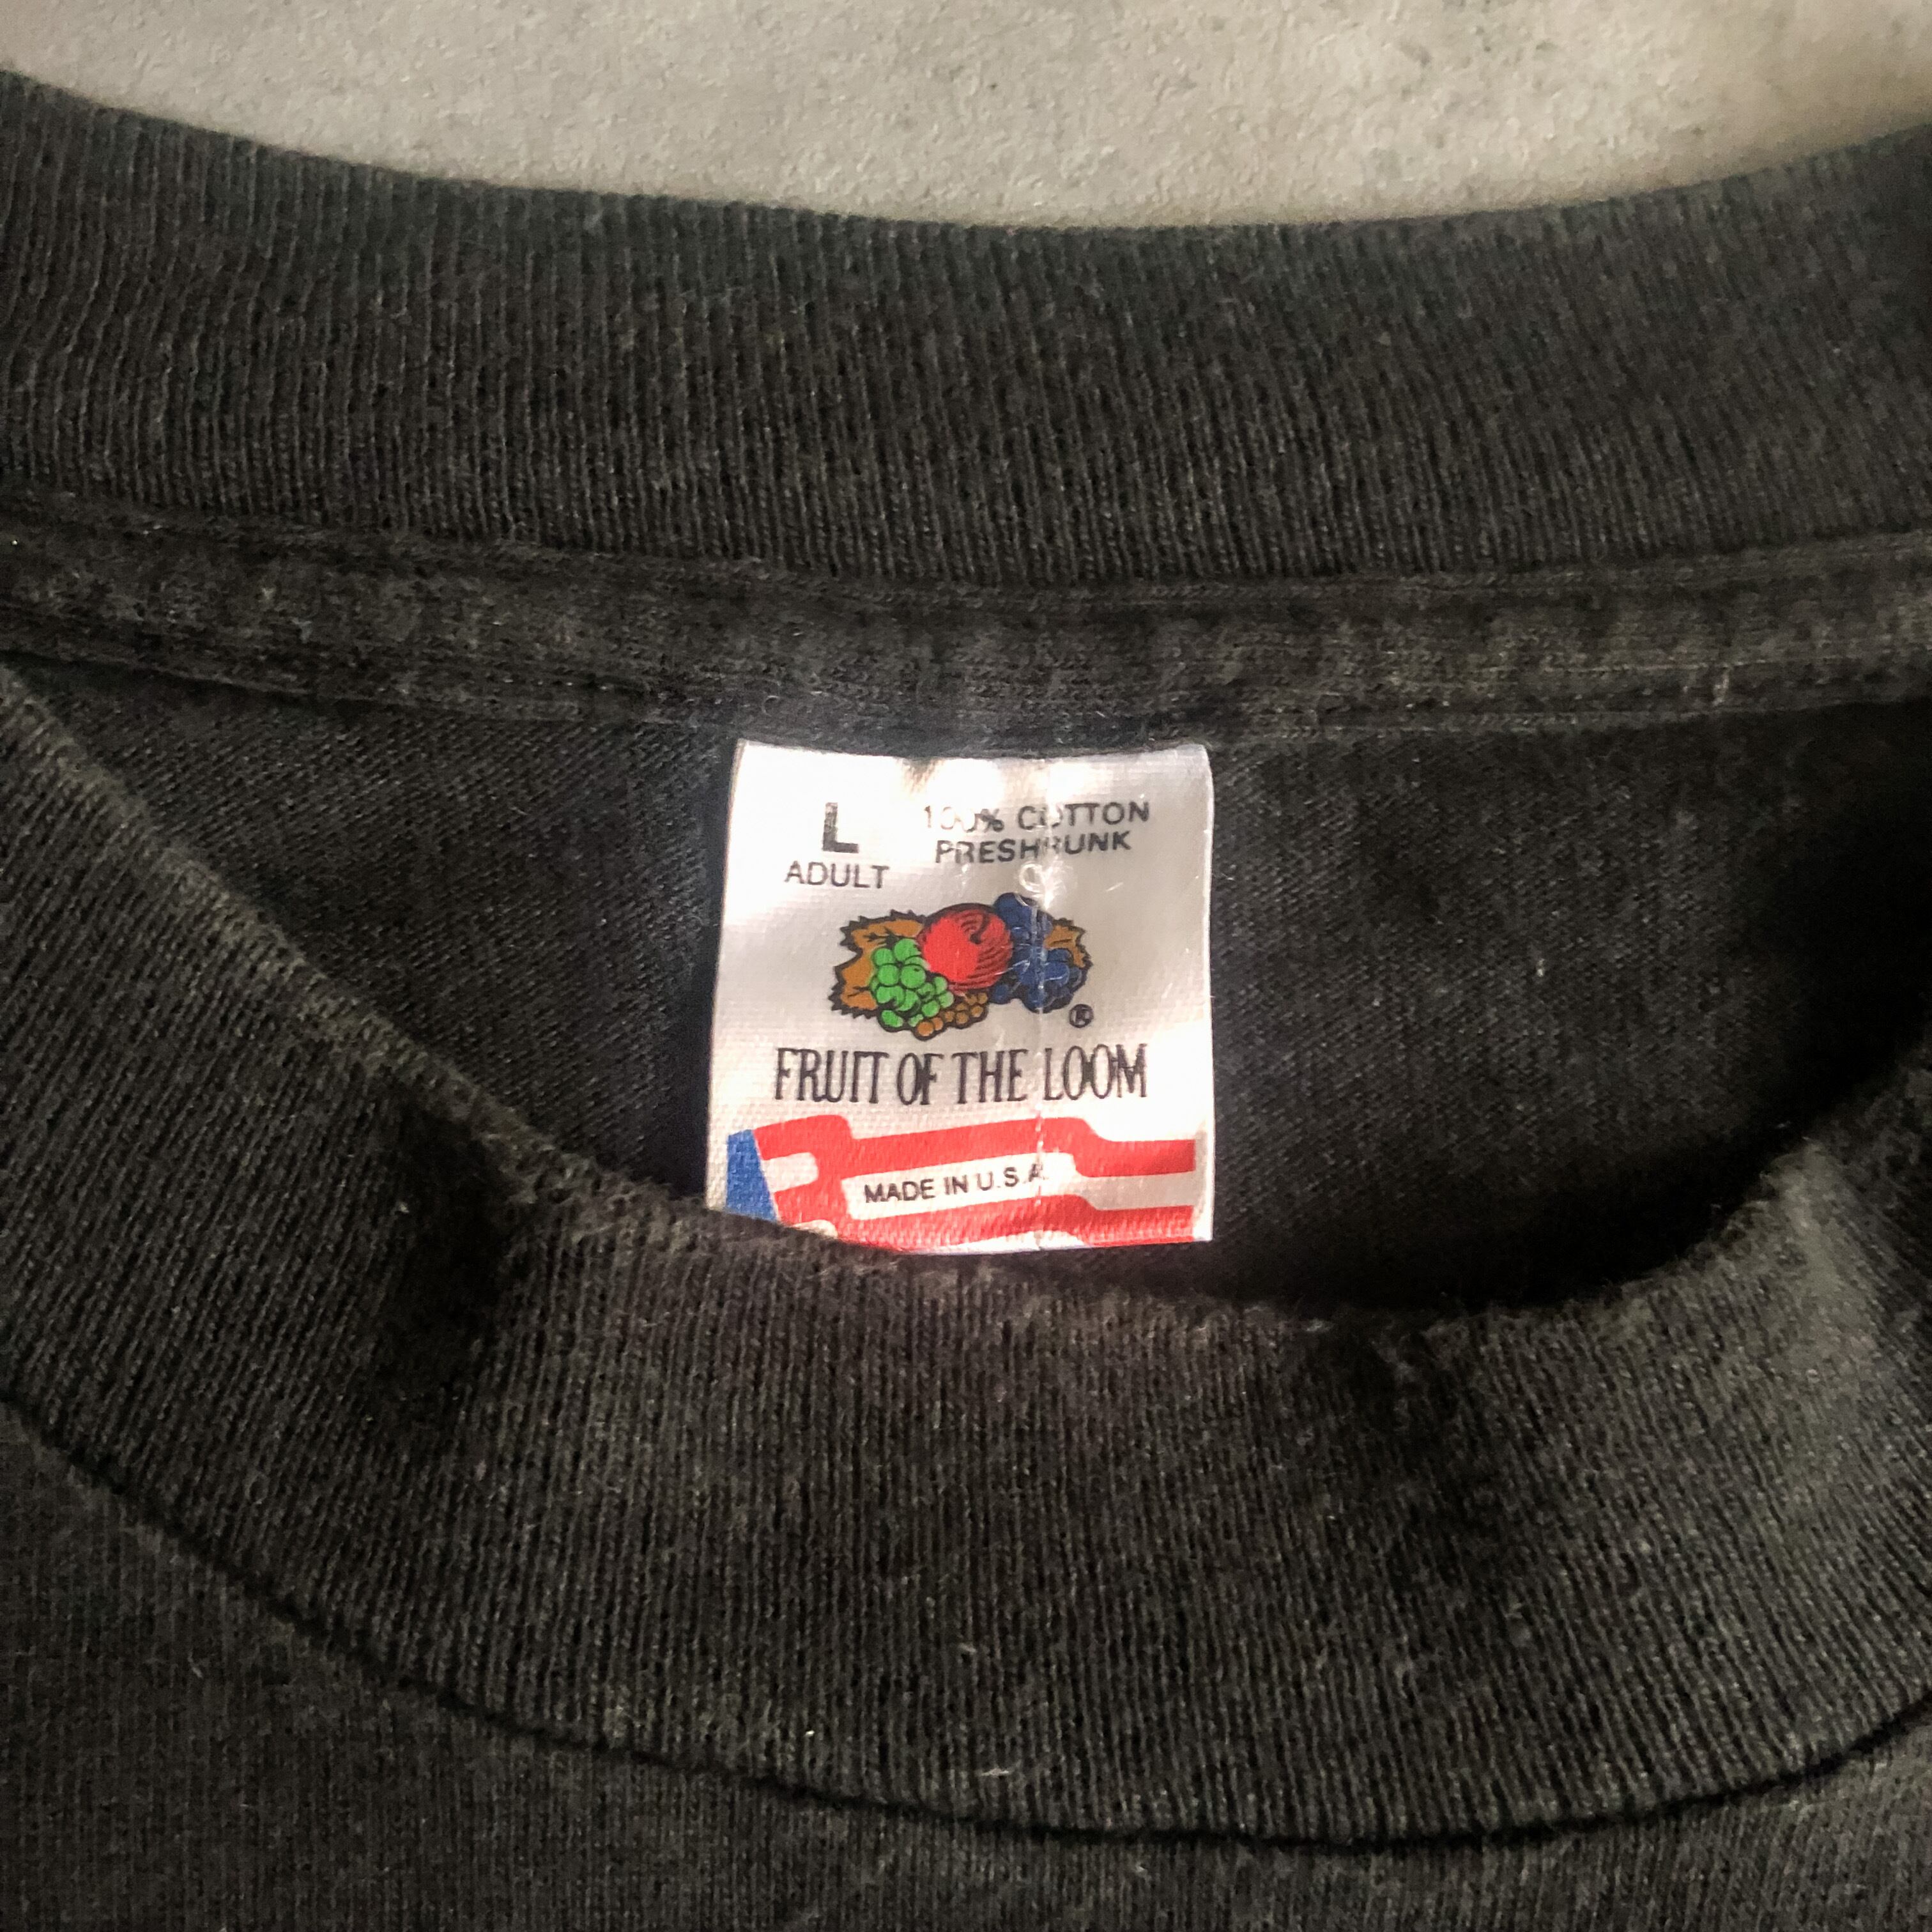 L
ADULT
100% COTTON
PRESHRUNK
®
FRUIT OF THE LOOM
MADE IN U.S.A.